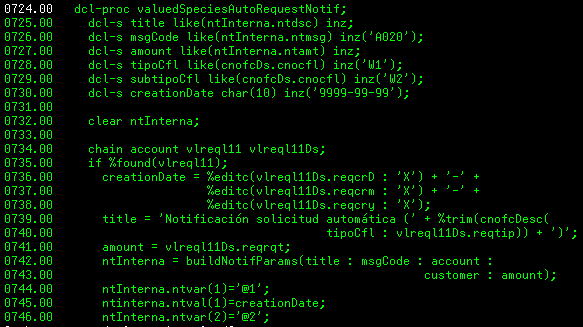 0724.00 dcl-proc valuedSpeciesAutoRequestNotif;
0725.00 dcl-s title like(ntInterna.ntdsc) inz;
0726.00 dcl-s msgCode like(ntInterna.ntmsg) inz('A020');
0727.00 dcl-s amount like(ntInterna.ntamt) inz;
0728.00 dcl-s tipoCfl like(cnofcDs.cnocfl) inz('W1');
0729.00 dcl-s subtipoCfl like(cnofcDs.cnocfl) inz('W2');
0730.00 dcl-s creationDate char(10) inz('9999-99-99');
0731.00
0732.00 clear ntInterna;
0733.00
0734.00 chain account vlreql11 vlreql11Ds;
0735.00 if %found(vlreql11);
0736.00 creationDate = %editc(vlreql11Ds.reqcrD : 'X') + '-' +
0737.00 %editc(vlreql11Ds.reqcrm : 'X') + '-' +
0738.00 %editc(vlreql11Ds.reqcry : 'X');
0739.00 title = 'Notificación solicitud automática (' + %trim(cnofcDesc(
0740.00 tipoCfl : vlreql11Ds.reqtip)) + ')';
0741.00 amount = vlreql11Ds.reqrqt;
0742.00 ntInterna = buildNotifParams(title : msgCode : account :
0743.00 customer : amount);
0744.00 ntInterna.ntvar(1)='@1';
0745.00 ntinterna.ntval(1)=creationDate;
0746.00 ntInterna.ntvar(2)='@2';